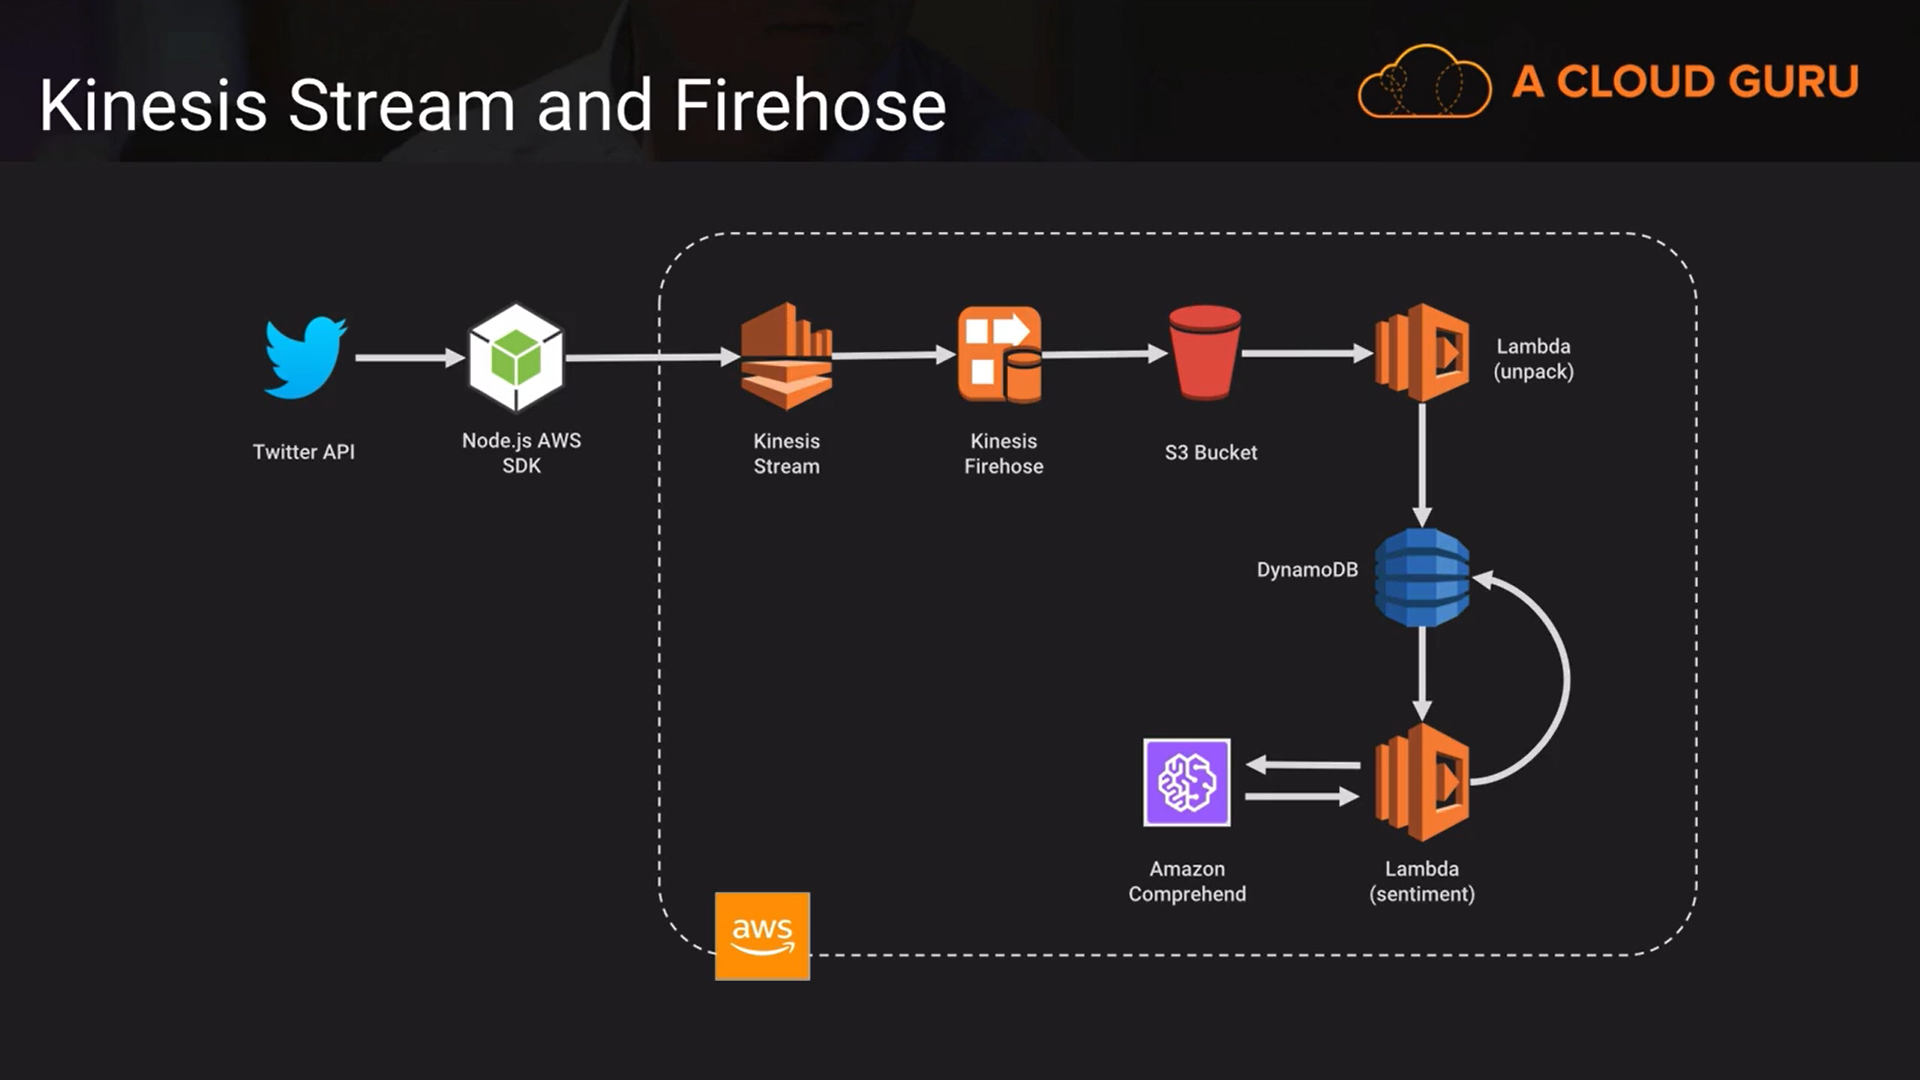 Kinesis Stream and Firehose
A CLOUD GURU
Twitter API
Node.js AWS
SDK
Kinesis
Stream
Kinesis
Firehose
S3 Bucket
Lambda
(unpack)
DynamoDB
Amazon
Comprehend
Lambda
(sentiment)
aws